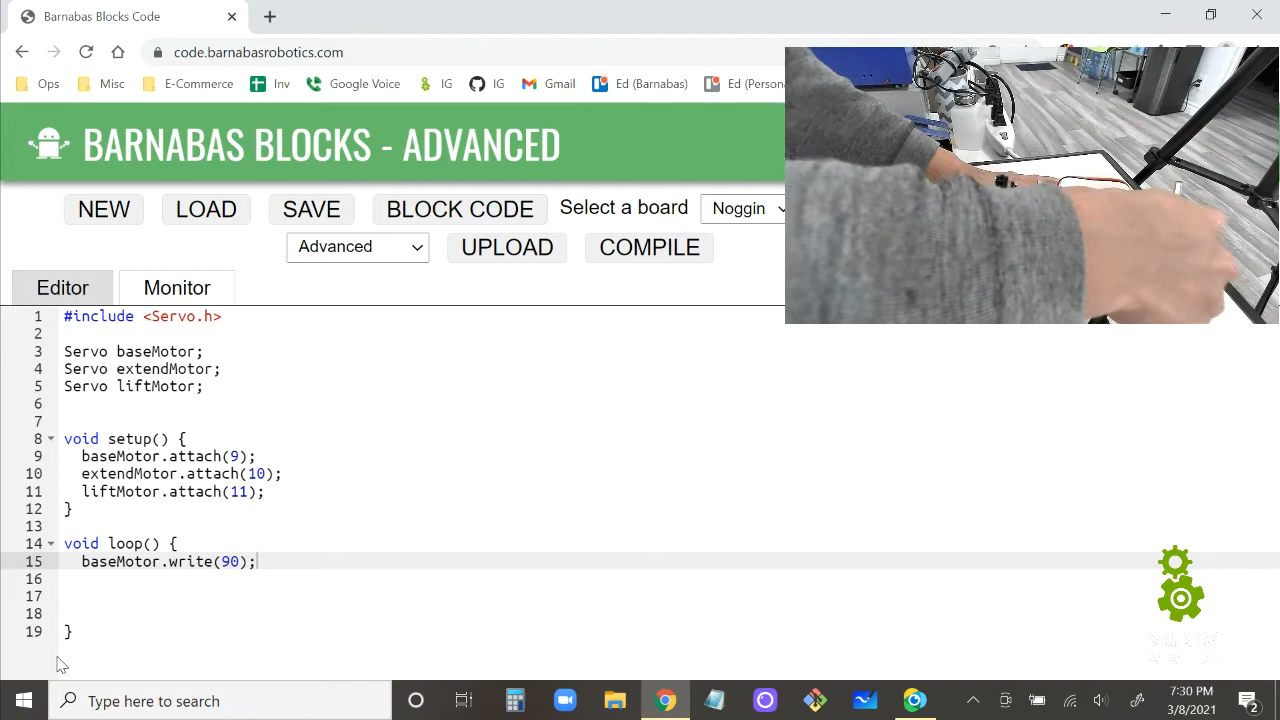 Barnabas Blocks Code
code.barnabasrobotics.com
Ops Misc E-Commerce Inv Google Voice IG IG Gmail Ed (Barnabas) Ed (Person
BARNABAS BLOCKS - ADVANCED
NEW LOAD SAVE BLOCK CODE Select a board Noggin
Advanced UPLOAD COMPILE
Editor Monitor
1 #include <Servo.h>
2
3 Servo baseMotor;
4 Servo extendMotor;
5 Servo liftMotor;
6
7
8 void setup() {
9 baseMotor.attach(9);
10 extendMotor.attach(10);
11 liftMotor.attach(11);
12 }
13
14 void loop() {
15 baseMotor.write(90);
16
17
18
19 }
Type here to search
7:30 PM
3/8/2021
2